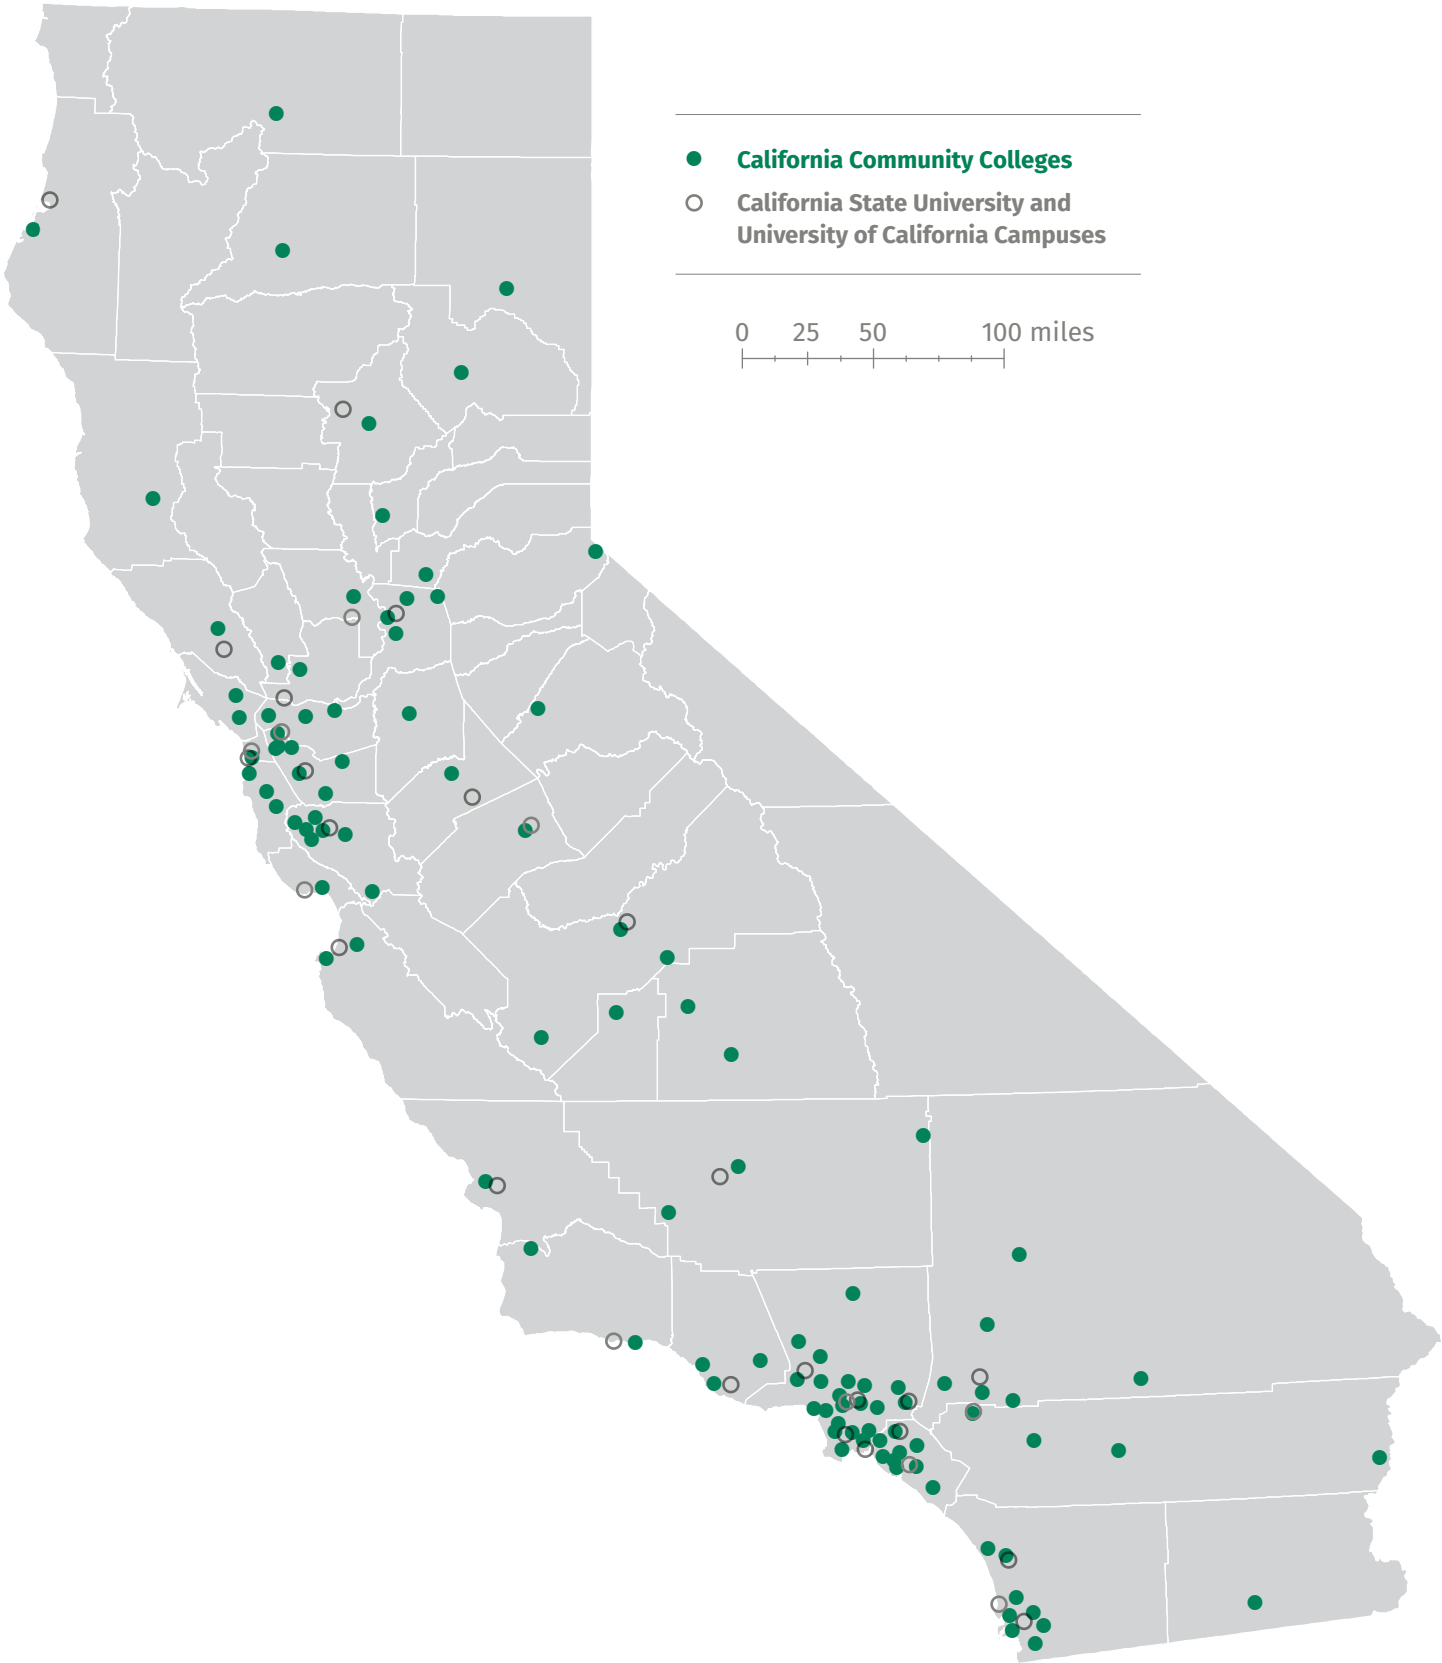 California Community Colleges
California State University and
University of California Campuses
0 25 50 100 miles